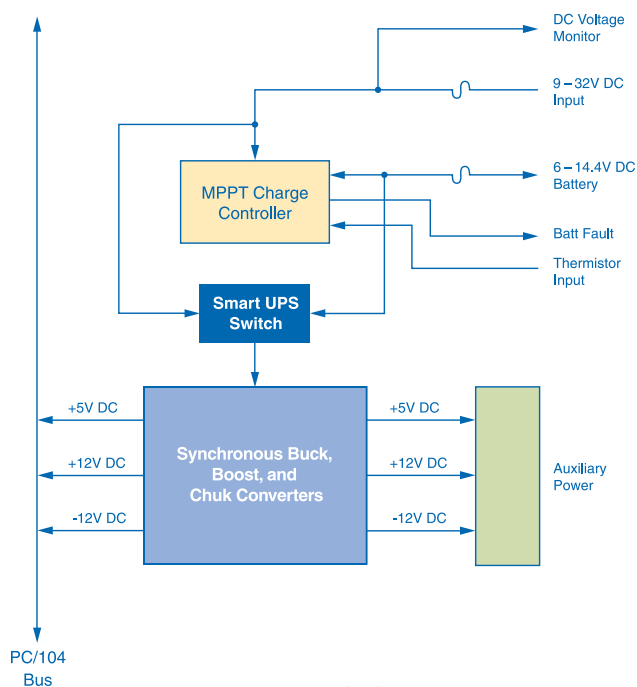 DC Voltage
Monitor
9–32V DC
Input
MPPT Charge
Controller
6–14.4V DC
Battery
Batt Fault
Thermistor
Input
Smart UPS
Switch
+5V DC
+12V DC
-12V DC
Synchronous Buck,
Boost, and
Chuk Converters
+5V DC
+12V DC
-12V DC
Auxiliary
Power
PC/104
Bus